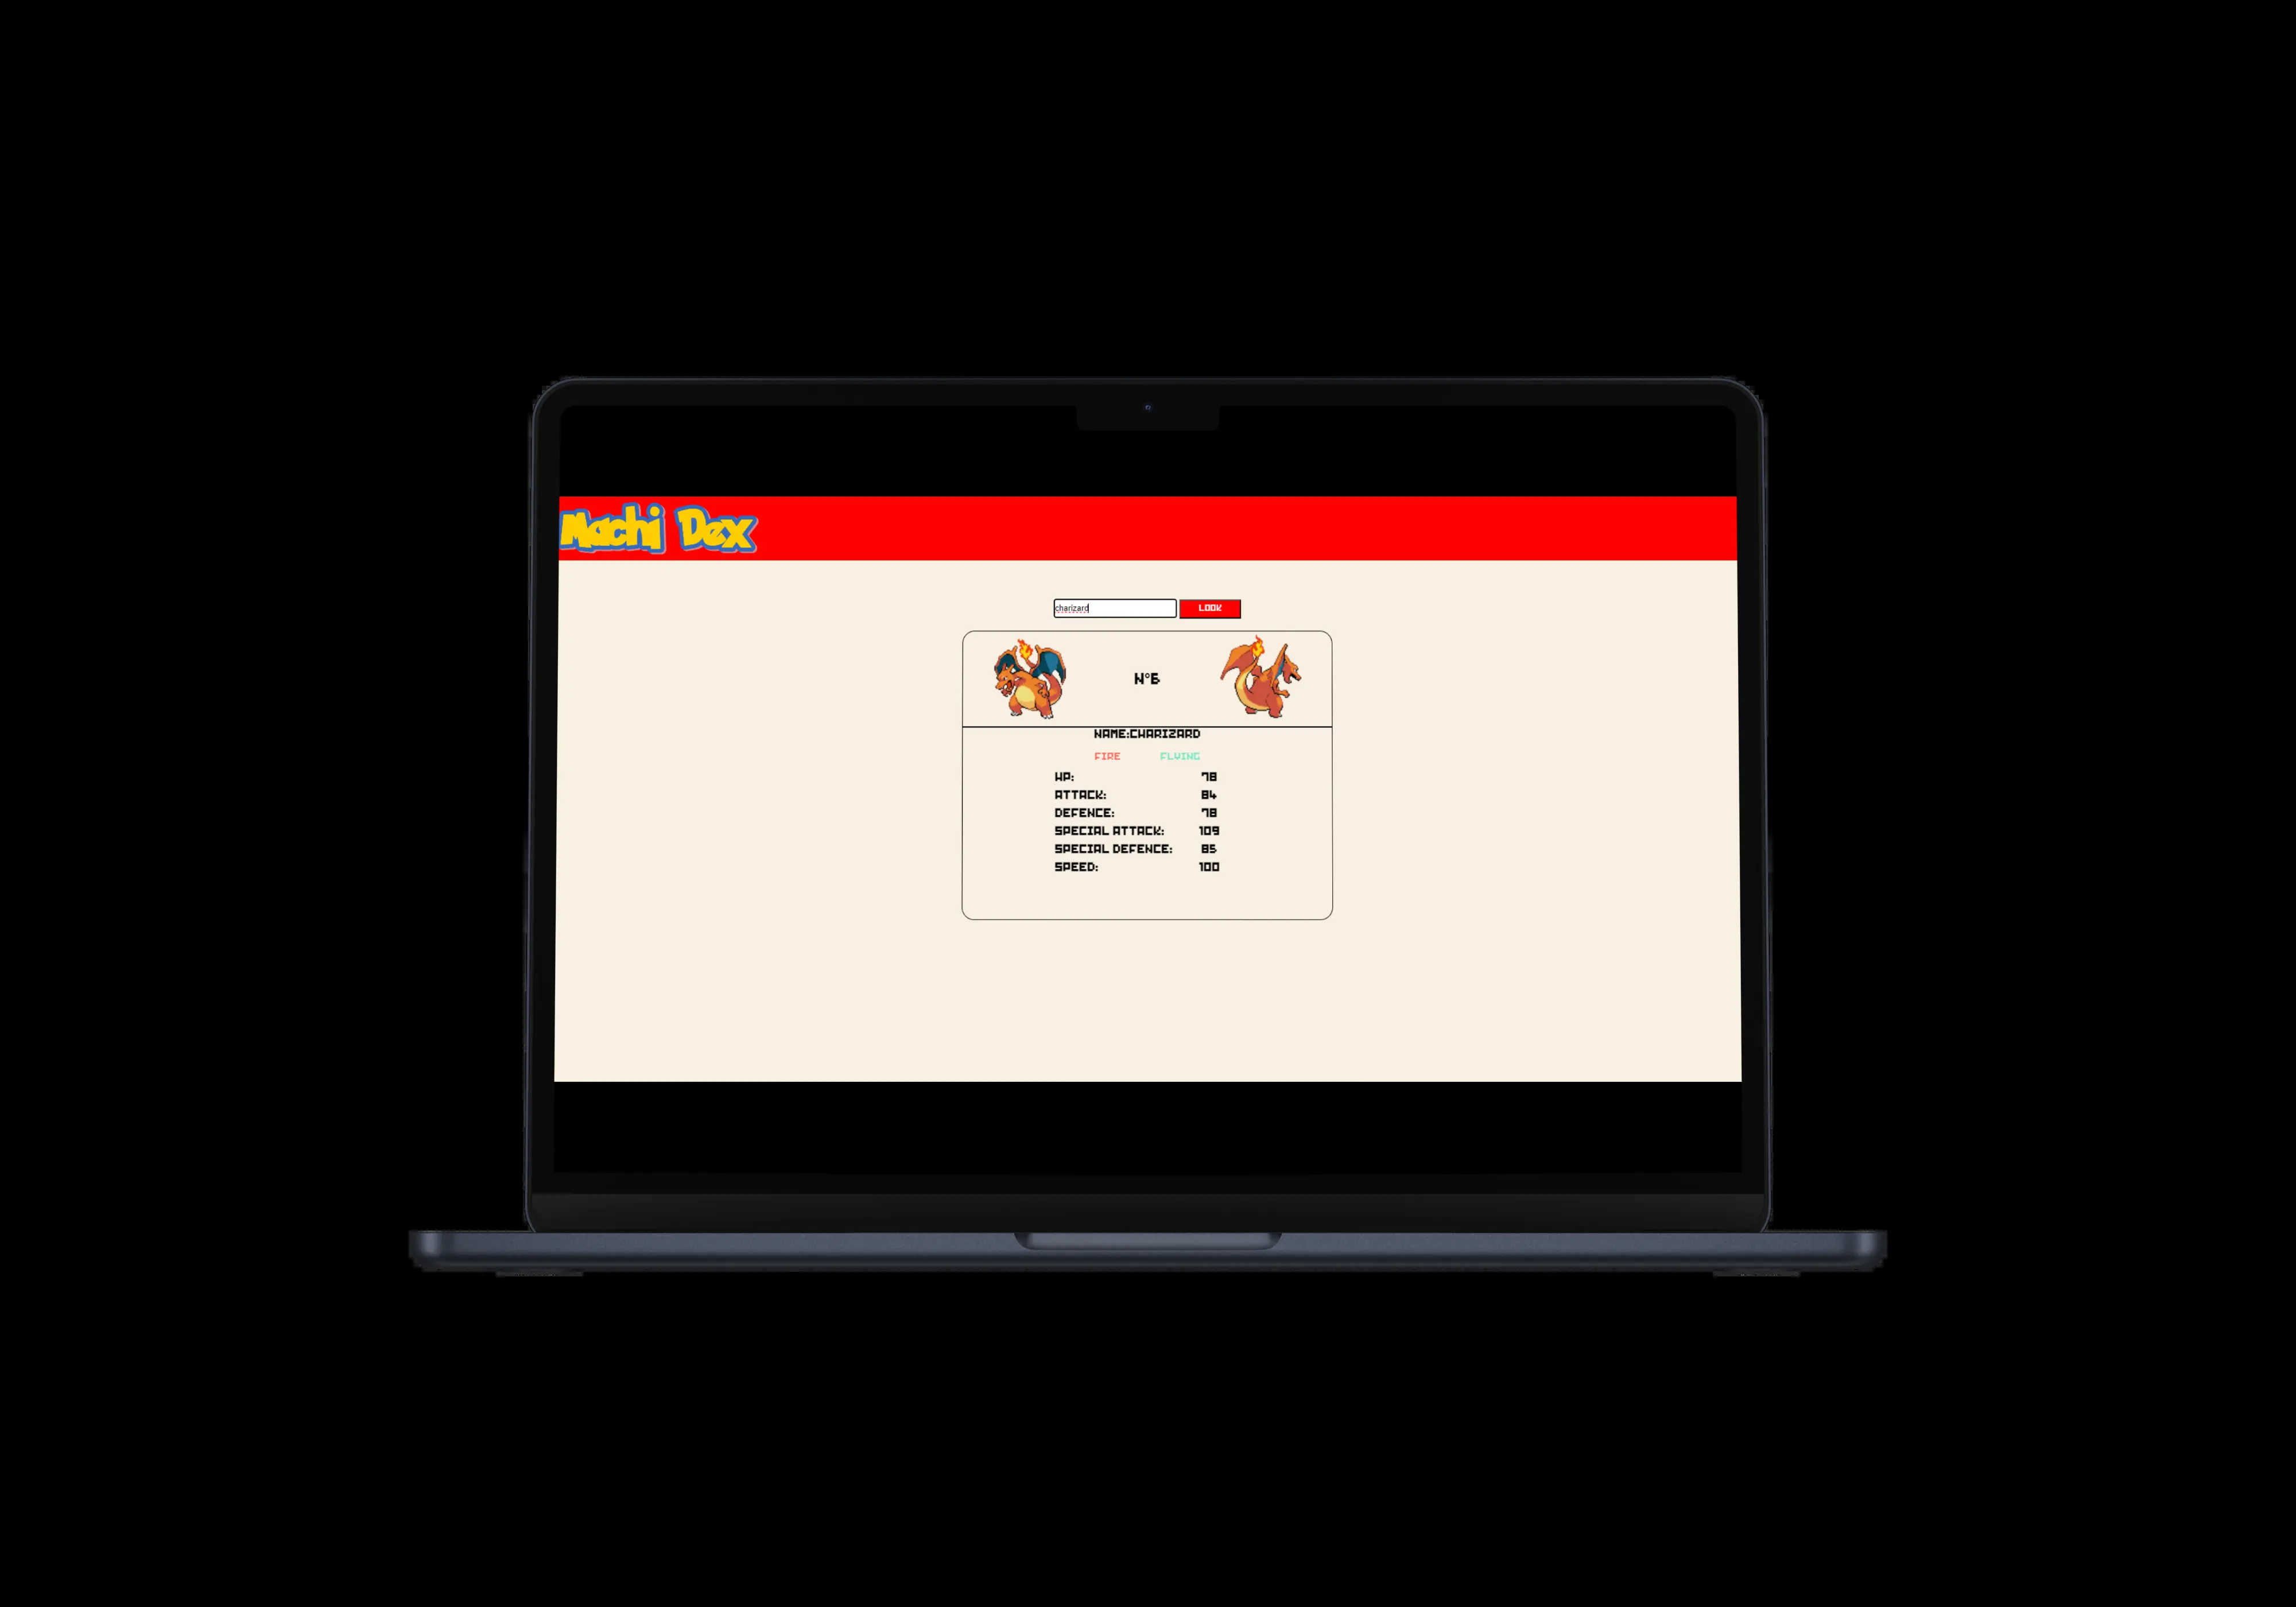 Machi Dex
charizard LOOK
N°6
NAME:CHARIZARD
FIRE FLYING
HP: 78
ATTACK: 84
DEFENCE: 78
SPECIAL ATTACK: 109
SPECIAL DEFENCE: 85
SPEED: 100